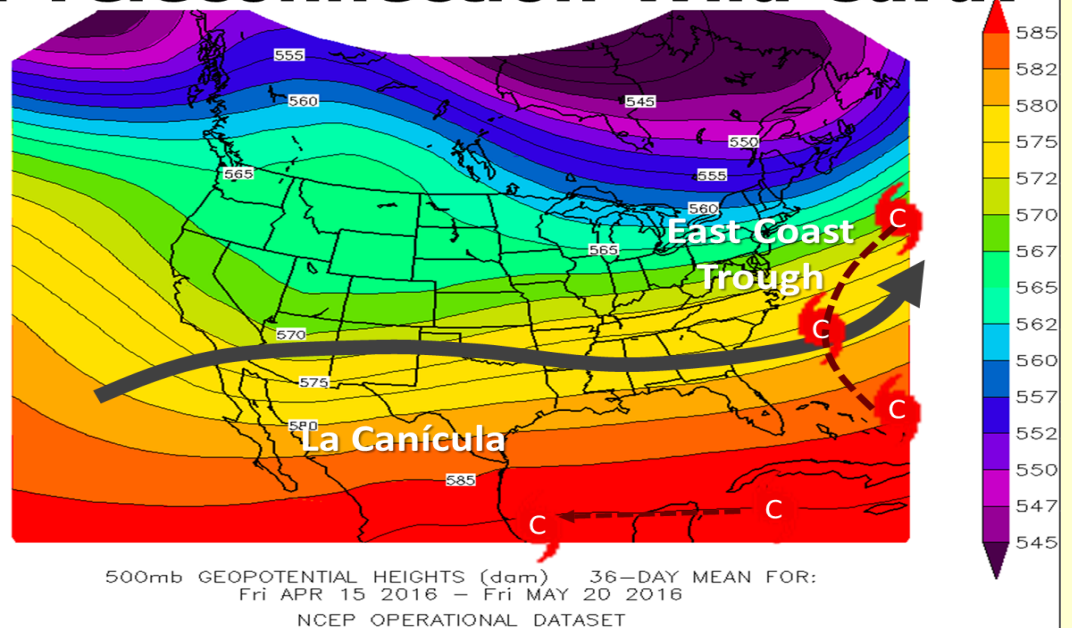 Teleconnection
555
560
545
550
565
555
560
East Coast
565
Trough
570
575
580
La Canícula
585
C
C
C
C
C
585
582
580
575
572
570
567
565
562
560
557
552
550
547
545
500mb GEOPOTENTIAL HEIGHTS (dam) 36-DAY MEAN FOR:
Fri APR 15 2016 - Fri MAY 20 2016
NCEP OPERATIONAL DATASET